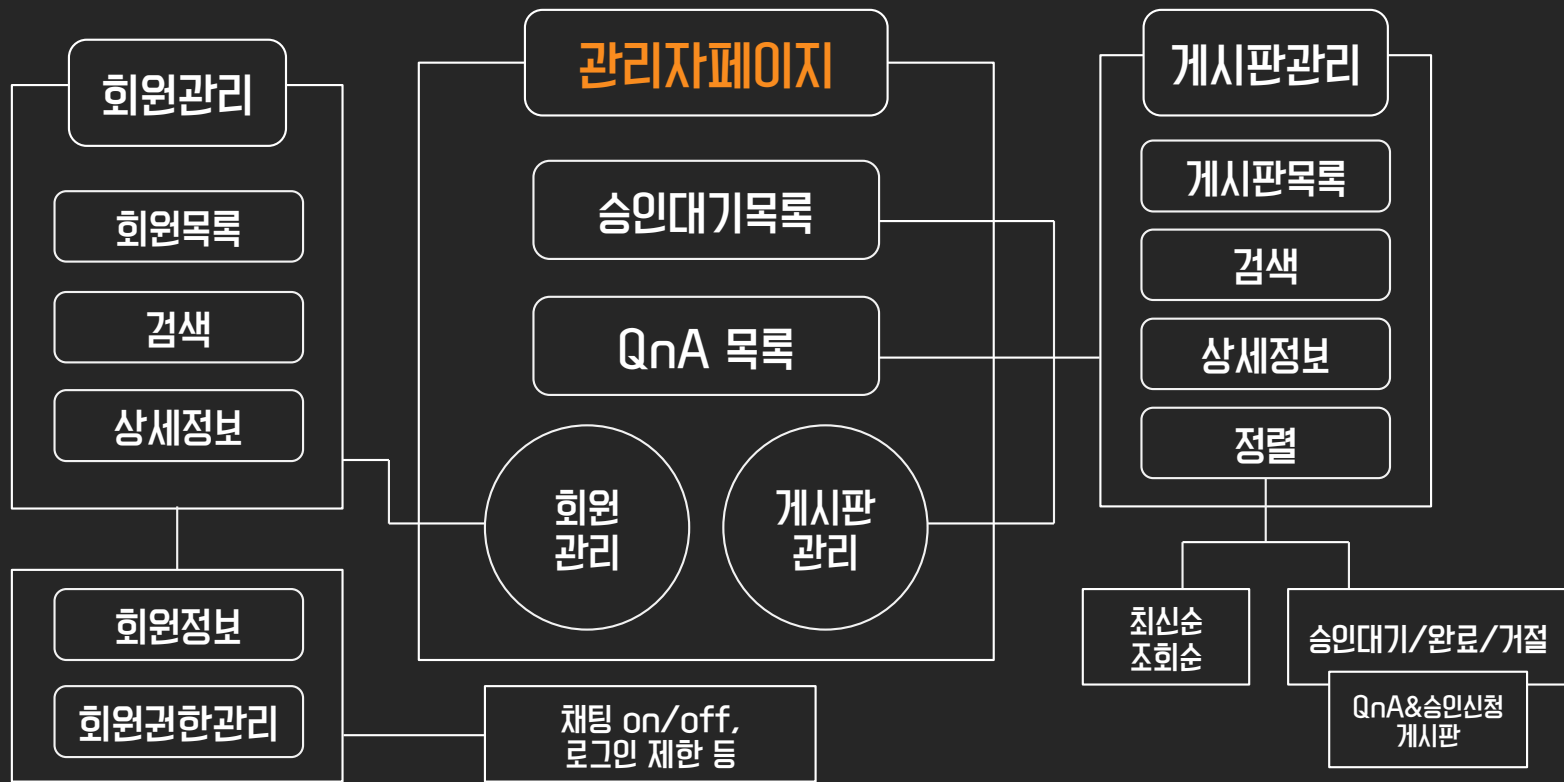 회원관리
회원목록
검색
상세정보
회원정보
회원권한관리
관리자페이지
승인대기목록
QnA 목록
회원
관리
게시판
관리
채팅 on/off,
로그인 제한 등
게시판관리
게시판목록
검색
상세정보
정렬
최신순
조회순
승인대기/완료/거절
QnA&승인신청
게시판